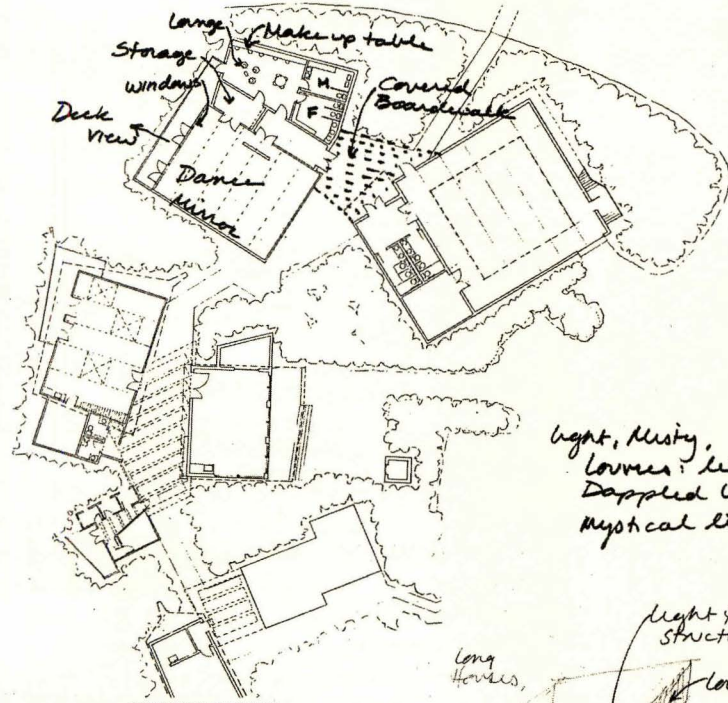 Lounge
Make up table
Storage
windows
Deck
view
M
F
Covered
Boardwalk
Dance
Mirror
light, Misty,
Louvres:
Dappled
Mystical
light
struct
Long
Houses,